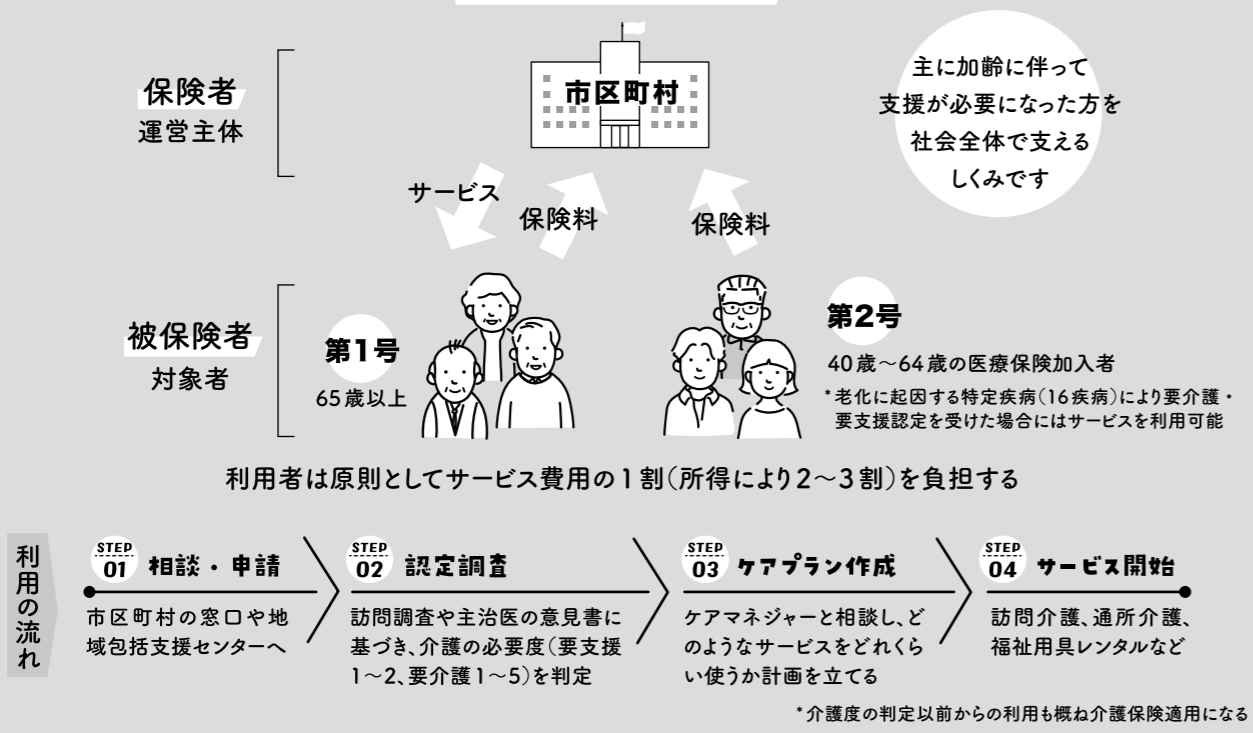 保険者
運営主体
市区町村
主に加齢に伴って
支援が必要になった方を
社会全体で支える
しくみです
サービス
保険料
保険料
被保険者
対象者
第1号
65歳以上
第2号
40歳〜64歳の医療保険加入者
*老化に起因する特定疾病(16疾病)により要介護・
要支援認定を受けた場合にはサービスを利用可能
利用者は原則としてサービス費用の1割(所得により2〜3割)を負担する
利用の流れ
STEP
01
相談・申請
市区町村の窓口や地
域包括支援センターへ
STEP
02
認定調査
訪問調査や主治医の意見書に
基づき、介護の必要度(要支援
1〜2、要介護1〜5)を判定
STEP
03
ケアプラン作成
ケアマネジャーと相談し、ど
のようなサービスをどれくら
い使うか計画を立てる
STEP
04
サービス開始
訪問介護、通所介護、
福祉用具レンタルなど
*介護度の判定以前からの利用も概ね介護保険適用になる